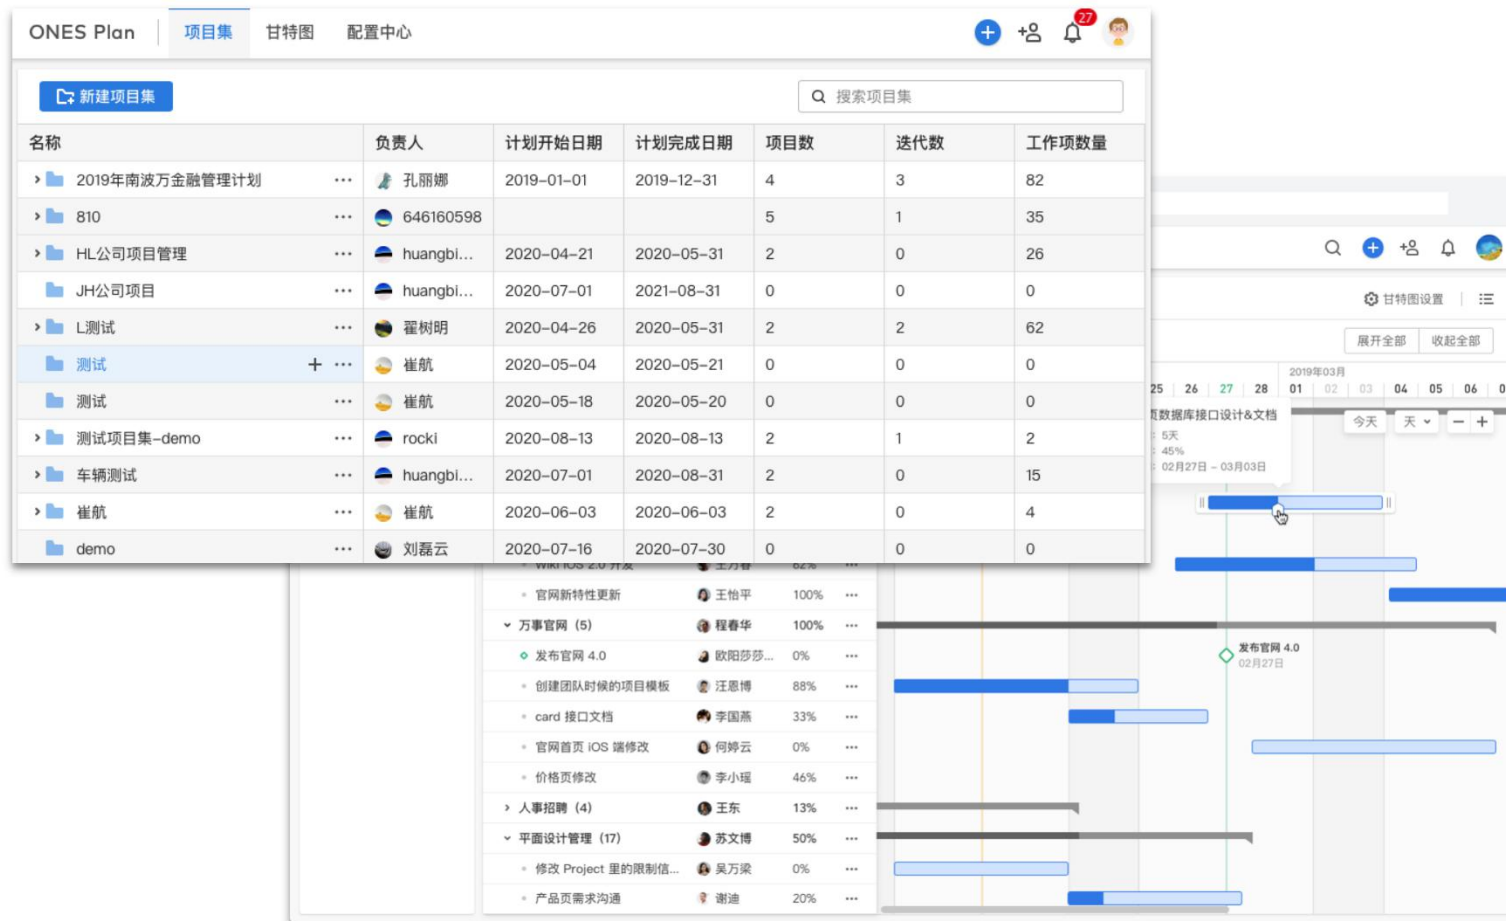 ONES Plan 项目集 甘特图 配置中心 27
新建项目集 搜索项目集
名称 负责人 计划开始日期 计划完成日期 项目数 迭代数 工作项数量
2019年南波万金融管理计划 ··· 孔丽娜 2019-01-01 2019-12-31 4 3 82
810 ··· 646160598 5 1 35
HL公司项目管理 ··· huangbi... 2020-04-21 2020-05-31 2 0 26
JH公司项目 ··· huangbi... 2020-07-01 2021-08-31 0 0 0
L测试 ··· 翟树明 2020-04-26 2020-05-31 2 2 62
测试 + ··· 崔航 2020-05-04 2020-05-21 0 0 0
测试 ··· 崔航 2020-05-18 2020-05-20 0 0 0
测试项目集-demo ··· rocki 2020-08-13 2020-08-13 2 1 2
车辆测试 ··· huangbi... 2020-07-01 2020-08-31 2 0 15
崔航 ··· 崔航 2020-06-03 2020-06-03 2 0 4
demo ··· 刘磊云 2020-07-16 2020-07-30 0 0 0
甘特图设置
展开全部 收起全部
2019年03月
25 26 27 28 01 02 03 04 05 06 0
页数据库接口设计&文档
: 5天
: 45%
: 02月27日 - 03月03日
今天 天 − +
官网新特性更新 王怡平 100% ···
万事官网 (5) 程春华 100% ···
发布官网 4.0 欧阳莎莎... 0% ···
发布官网 4.0
02月27日
创建团队时候的项目模板 汪恩博 88% ···
card 接口文档 李国燕 33% ···
官网首页 iOS 端修改 何婷云 0% ···
价格页修改 李小瑶 46% ···
人事招聘 (4) 王东 13% ···
平面设计管理 (17) 苏文博 50% ···
修改 Project 里的限制信... 吴万梁 0% ···
产品页需求沟通 谢迪 20% ···